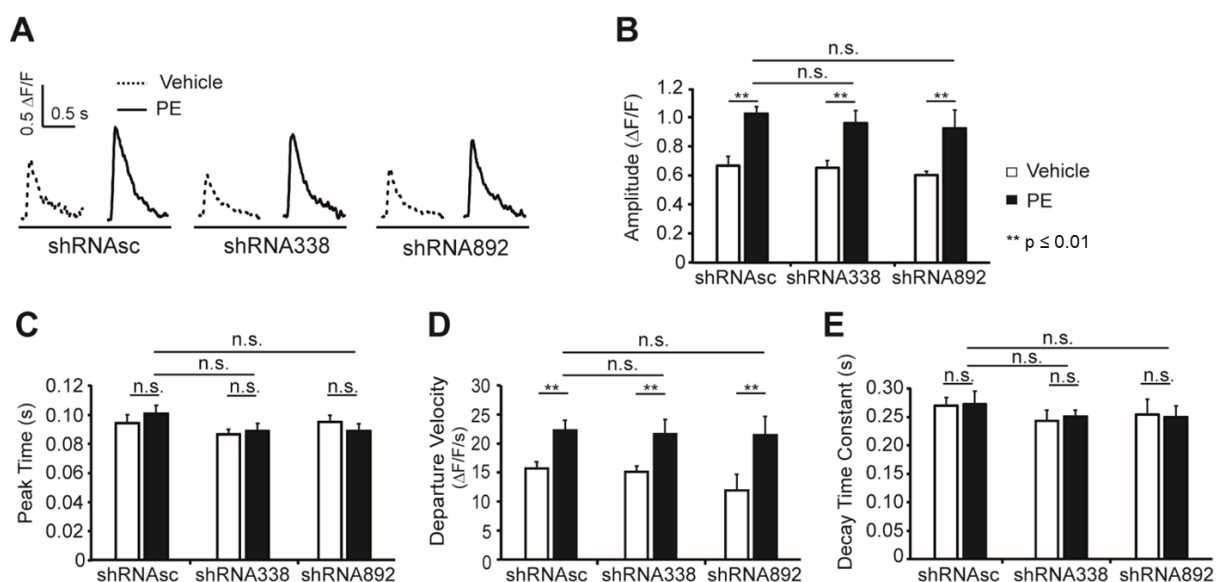 A
0.5 ΔF/F
0.5 s
Vehicle
PE
shRNAsc
shRNA338
shRNA892
B
n.s.
n.s.
** ** **
Amplitude (ΔF/F)
1.2
1.0
0.8
0.6
0.4
0.2
0
shRNAsc shRNA338 shRNA892
Vehicle
PE
** p ≤ 0.01
C
n.s.
n.s.
n.s. n.s. n.s.
Peak Time (s)
0.12
0.10
0.08
0.06
0.04
0.02
0
shRNAsc shRNA338 shRNA892
D
n.s.
n.s.
** ** **
Departure Velocity
(ΔF/F/s)
30
25
20
15
10
5
0
shRNAsc shRNA338 shRNA892
E
n.s.
n.s.
n.s. n.s. n.s.
Decay Time Constant (s)
0.30
0.25
0.20
0.15
0.10
0.05
0.00
shRNAsc shRNA338 shRNA892